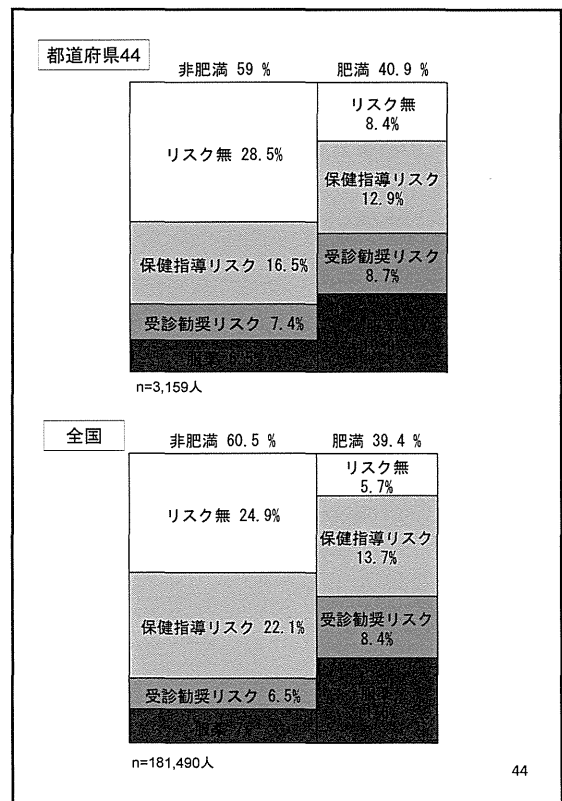 都道府県44
非肥満 59 %
肥満 40.9 %
リスク無 28.5%
リスク無
8.4%
保健指導リスク
12.9%
保健指導リスク 16.5%
受診勧奨リスク
8.7%
受診勧奨リスク 7.4%
服薬
n=3,159人
全国
非肥満 60.5 %
肥満 39.4 %
リスク無 24.9%
リスク無
5.7%
保健指導リスク
13.7%
保健指導リスク 22.1%
受診勧奨リスク
8.4%
受診勧奨リスク 6.5%
服薬
n=181,490人
44